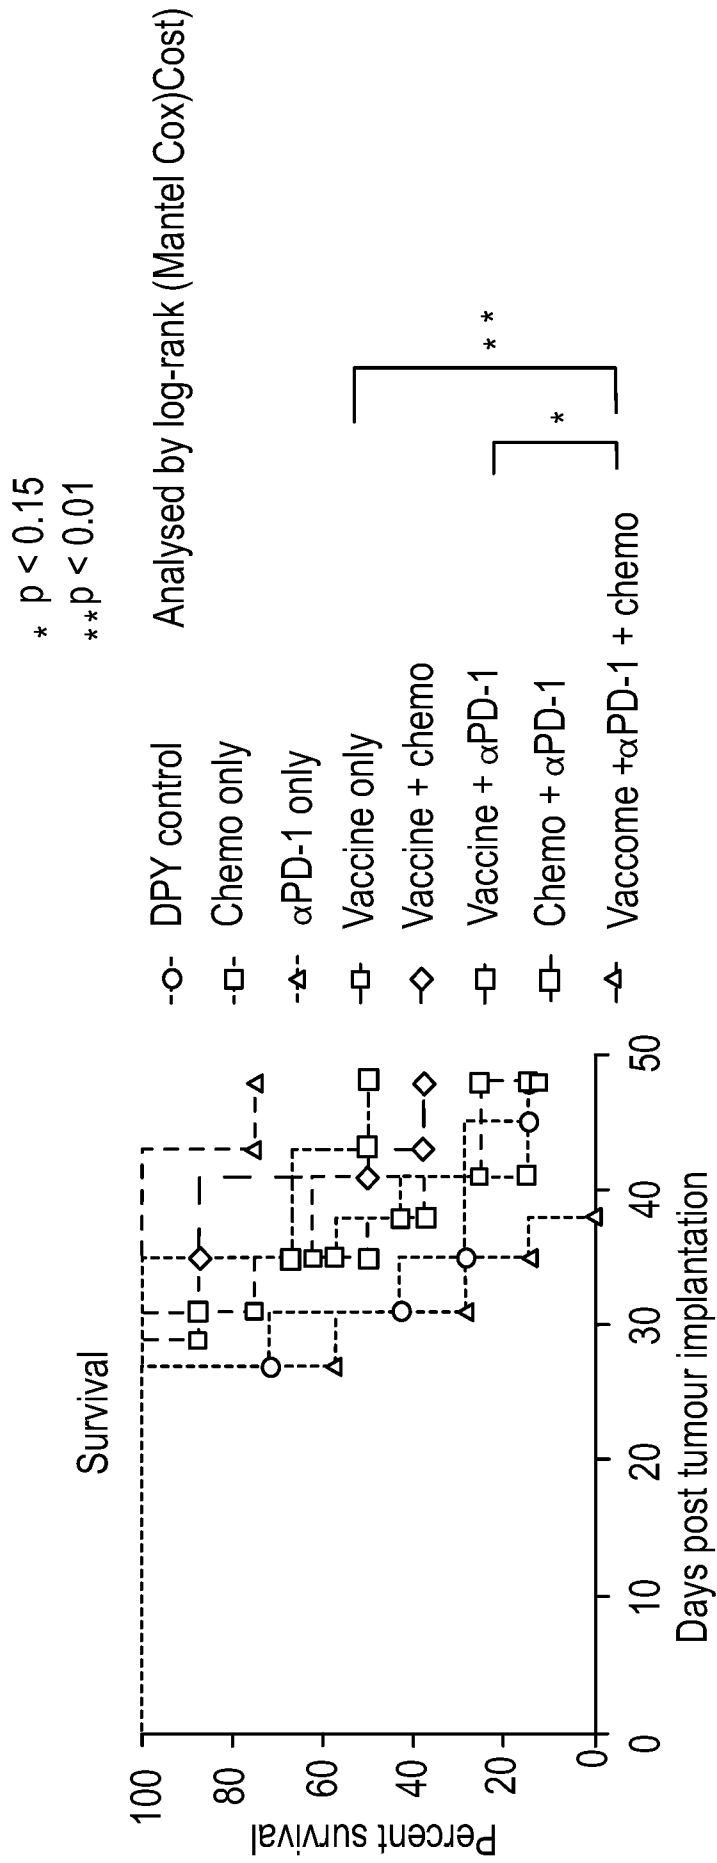 Survival
Percent survival
100
80
60
40
20
0
0
10
20
30
40
50
Days post tumour implantation
DPY control
Chemo only
αPD-1 only
Vaccine only
Vaccine + chemo
Vaccine + αPD-1
Chemo + αPD-1
Vaccome +αPD-1 + chemo
*
* *
* p < 0.15
**p < 0.01
Analysed by log-rank (Mantel Cox)Cost)